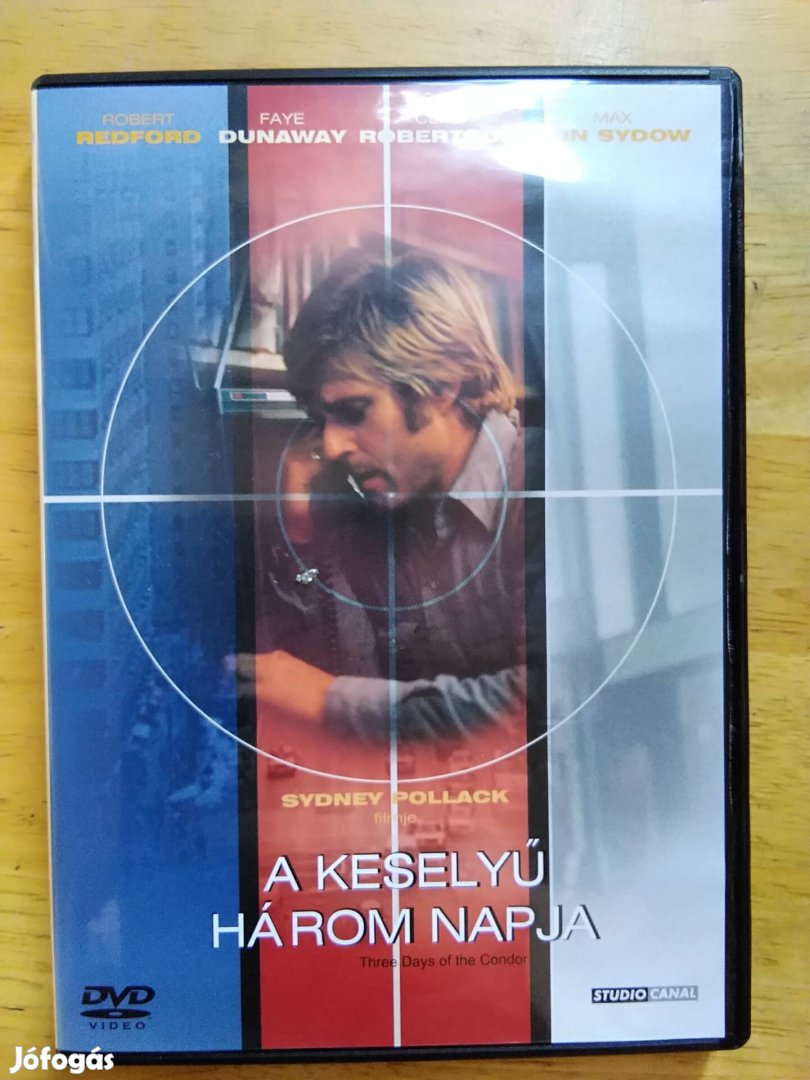 ROBERT FAYE MAX
REDFORD DUNAWAY SYDOW
SYDNEY POLLACK
filmje
A KESELYŰ
HÁROM NAPJA
Three Days of the Condor
DVD
VIDEO
STUDIO CANAL
Jófogás